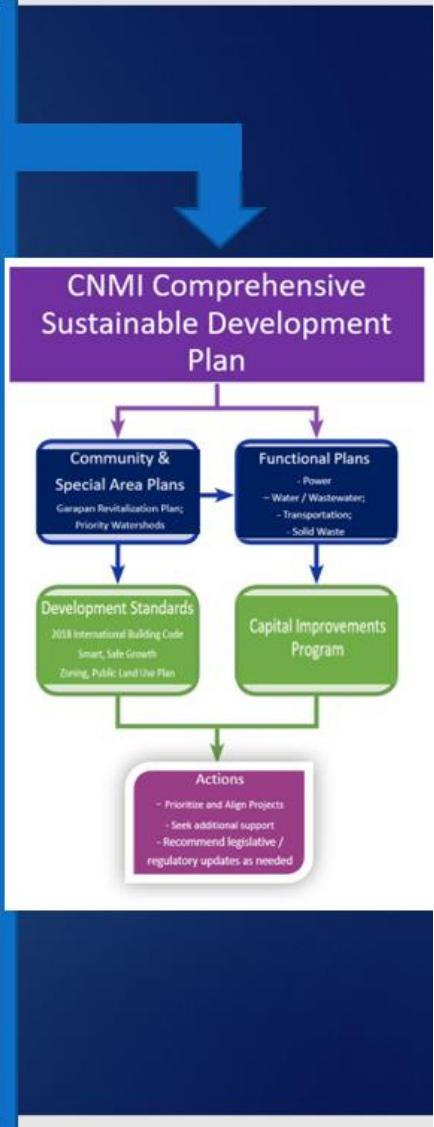 CNMI Comprehensive
Sustainable Development
Plan
Community &
Special Area Plans
Garapan Revitalization Plan;
Priority Watersheds
Functional Plans
- Power
– Water / Wastewater;
- Transportation;
- Solid Waste
Development Standards
2018 International Building Code
Smart, Safe Growth
Zoning, Public Land Use Plan
Capital Improvements
Program
Actions
– Prioritize and Align Projects
- Seek additional support
- Recommend legislative /
regulatory updates as needed